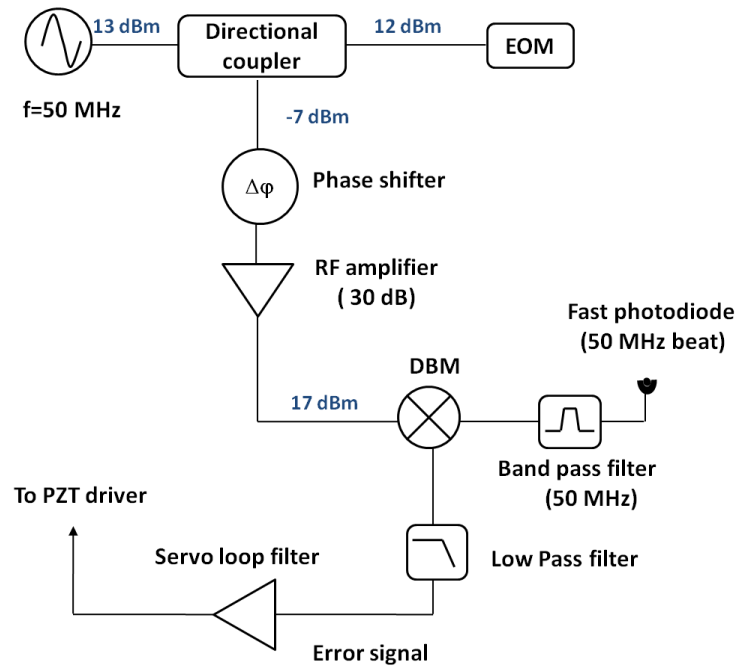 13 dBm
Directional
coupler
12 dBm
EOM
f=50 MHz
-7 dBm
Δφ
Phase shifter
RF amplifier
( 30 dB)
Fast photodiode
(50 MHz beat)
DBM
17 dBm
Band pass filter
(50 MHz)
To PZT driver
Servo loop filter
Low Pass filter
Error signal